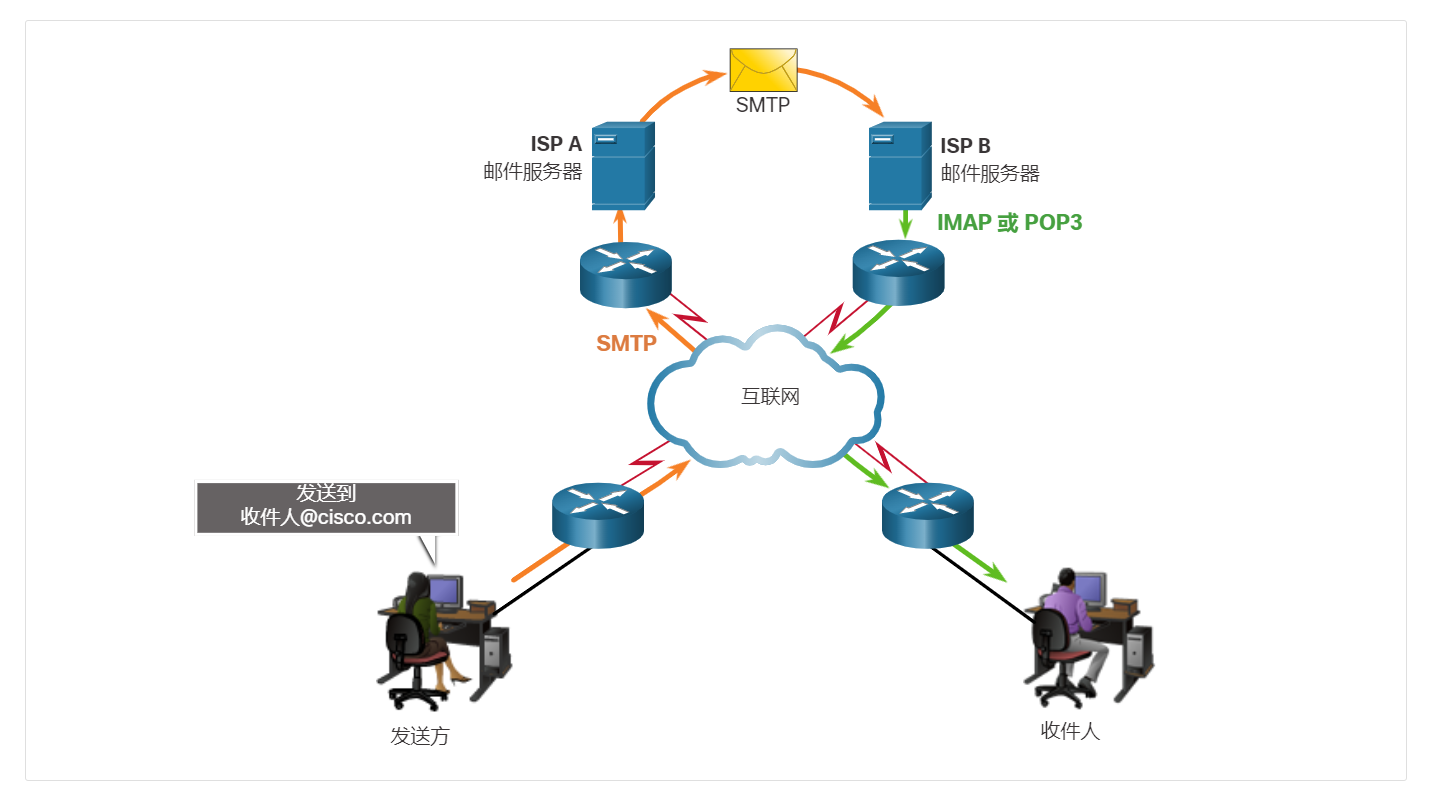 SMTP
ISP A
邮件服务器
ISP B
邮件服务器
IMAP 或 POP3
SMTP
互联网
发送到
收件人@cisco.com
发送方
收件人